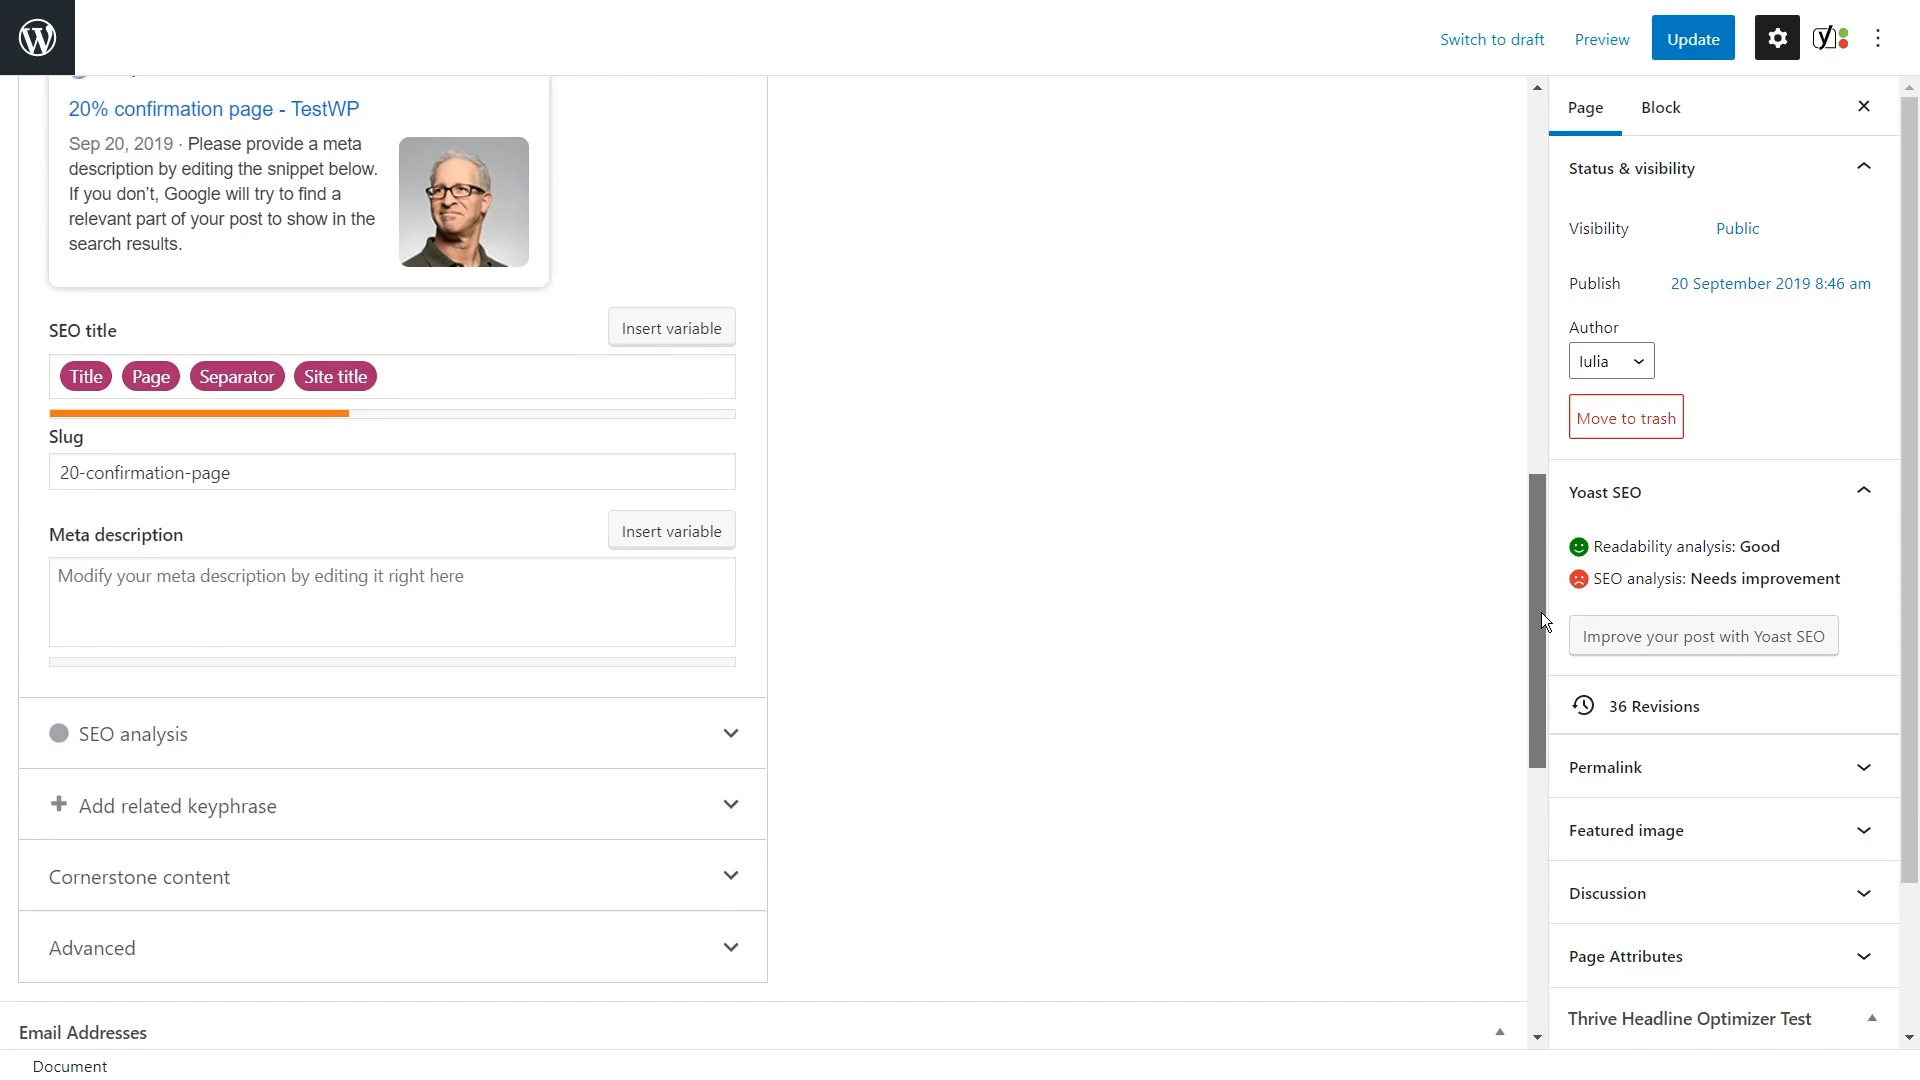 Switch to draft
Preview
Update
20% confirmation page - TestWP
Sep 20, 2019 · Please provide a meta
description by editing the snippet below.
If you don't, Google will try to find a
relevant part of your post to show in the
search results.
SEO title
Insert variable
Title Page Separator Site title
Slug
20-confirmation-page
Meta description
Insert variable
Modify your meta description by editing it right here
SEO analysis
Add related keyphrase
Cornerstone content
Advanced
Email Addresses
Document
Page Block
Status & visibility
Visibility Public
Publish 20 September 2019 8:46 am
Author
Iulia
Move to trash
Yoast SEO
Readability analysis: Good
SEO analysis: Needs improvement
Improve your post with Yoast SEO
36 Revisions
Permalink
Featured image
Discussion
Page Attributes
Thrive Headline Optimizer Test